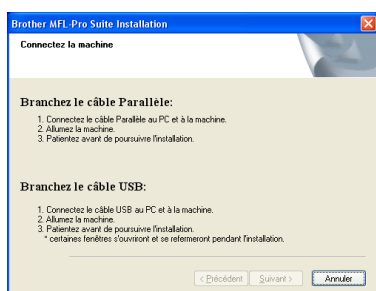 Brother MFL-Pro Suite Installation
Connectez la machine
Branchez le câble Parallèle:
1. Connectez le câble Parallèle au PC et à la machine.
2. Allumez la machine.
3. Patientez avant de poursuivre l'installation.
Branchez le câble USB:
1. Connectez le câble USB au PC et à la machine.
2. Allumez la machine.
3. Patientez avant de poursuivre l'installation.
* certaines fenêtres s'ouvriront et se refermeront pendant l'installation.
< Précédent Suivant > Annuler